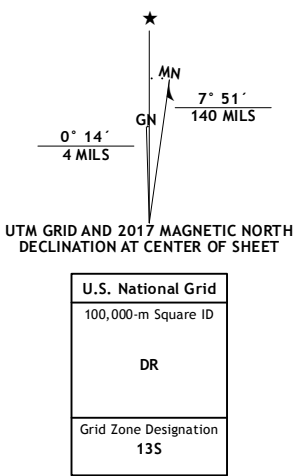 ★
MN
7° 51´
140 MILS
GN
0° 14´
4 MILS
UTM GRID AND 2017 MAGNETIC NORTH
DECLINATION AT CENTER OF SHEET
U.S. National Grid
100,000-m Square ID
DR
Grid Zone Designation
13S